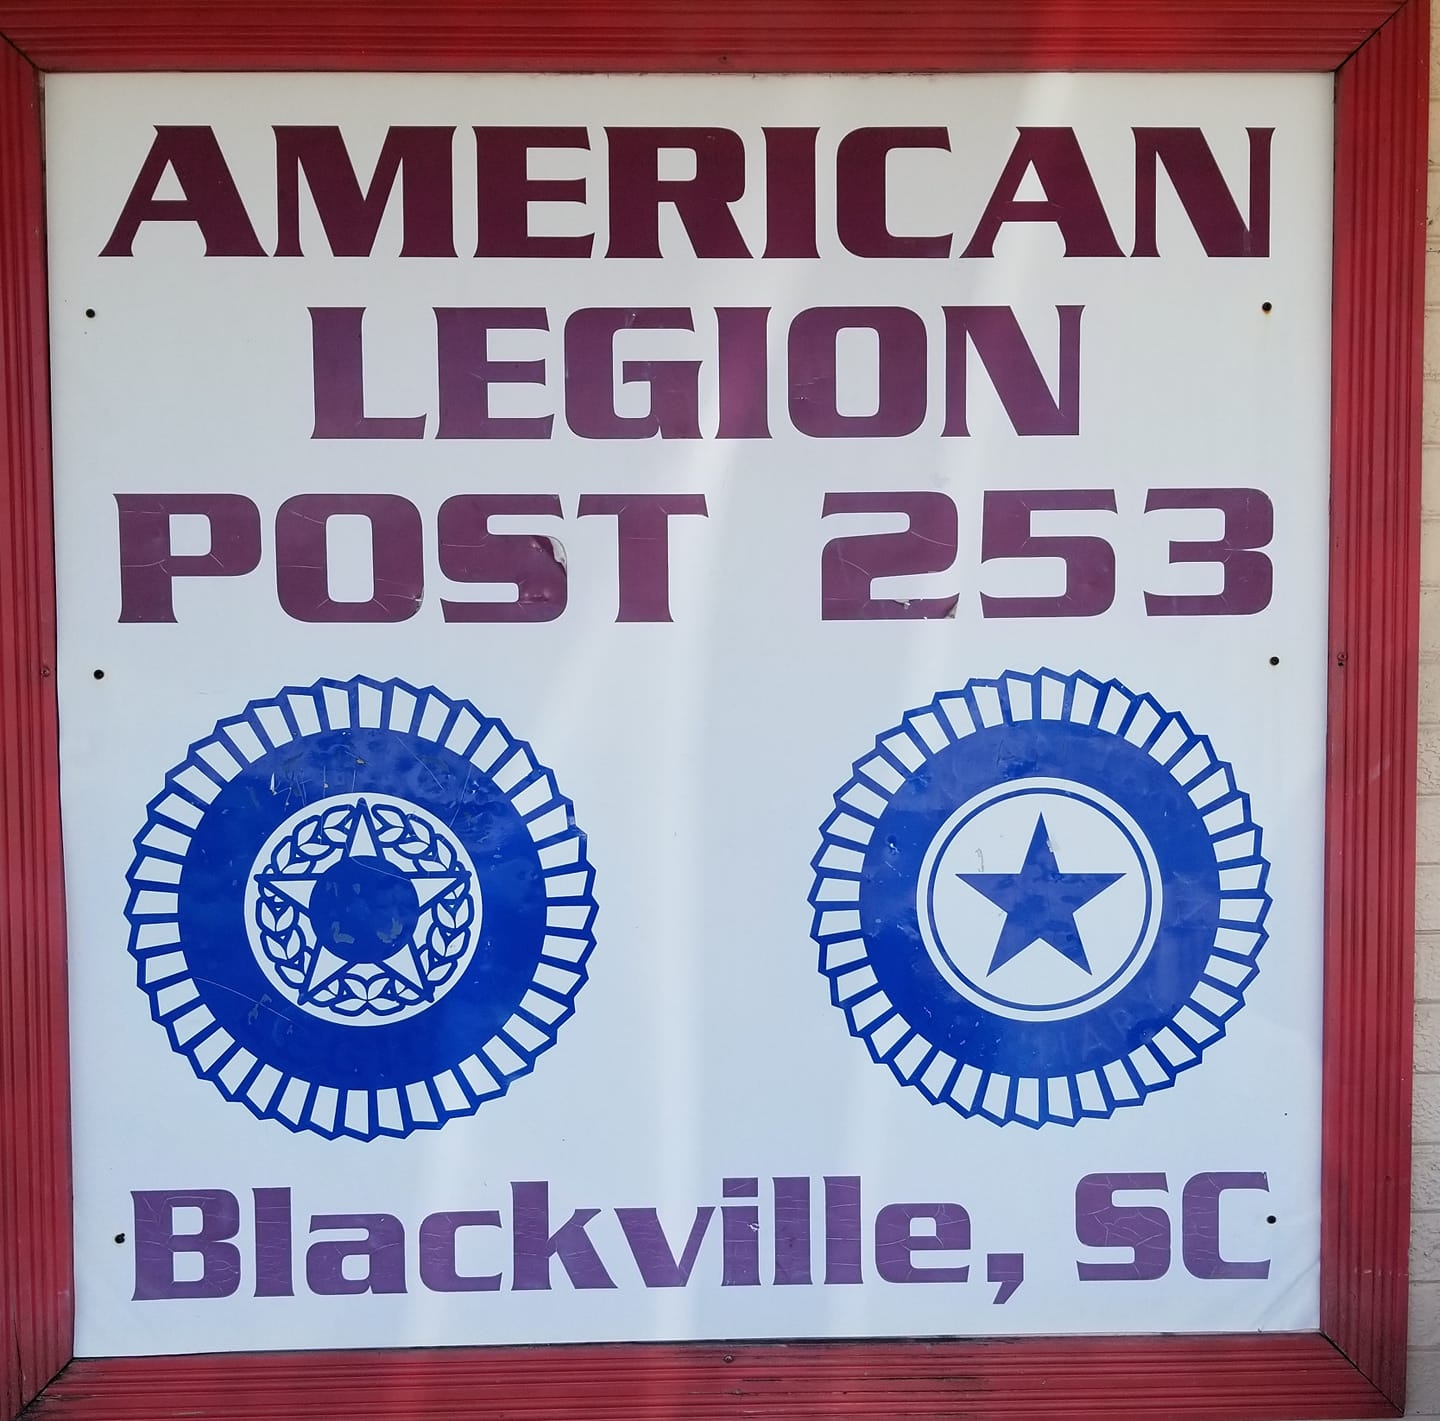 AMERICAN
LEGION
POST 253
Blackville, SC